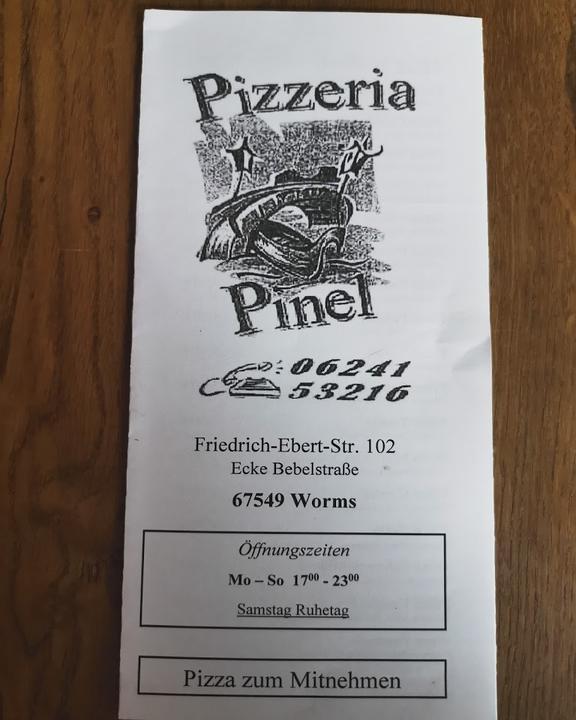 Pizzeria
Pinel
06241
53216
Friedrich-Ebert-Str. 102
Ecke Bebelstraße
67549 Worms
Öffnungszeiten
Mo – So 17⁰⁰ - 23⁰⁰
Samstag Ruhetag
Pizza zum Mitnehmen